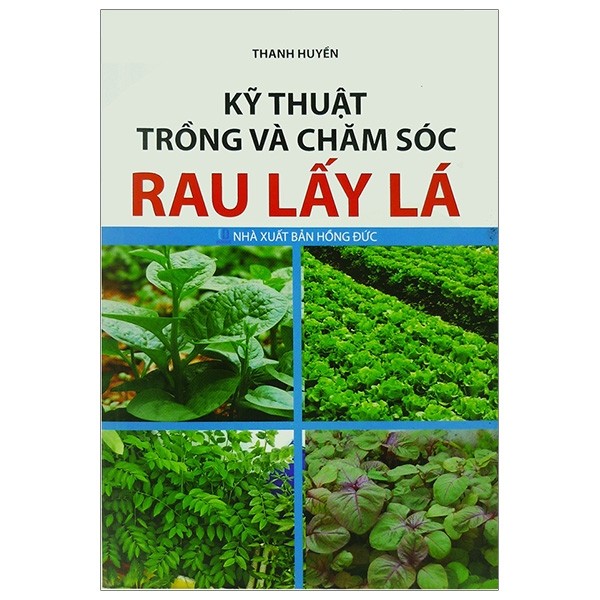 THANH HUYỀN
KỸ THUẬT
TRỒNG VÀ CHĂM SÓC
RAU LẤY LÁ
NHÀ XUẤT BẢN HỒNG ĐỨC